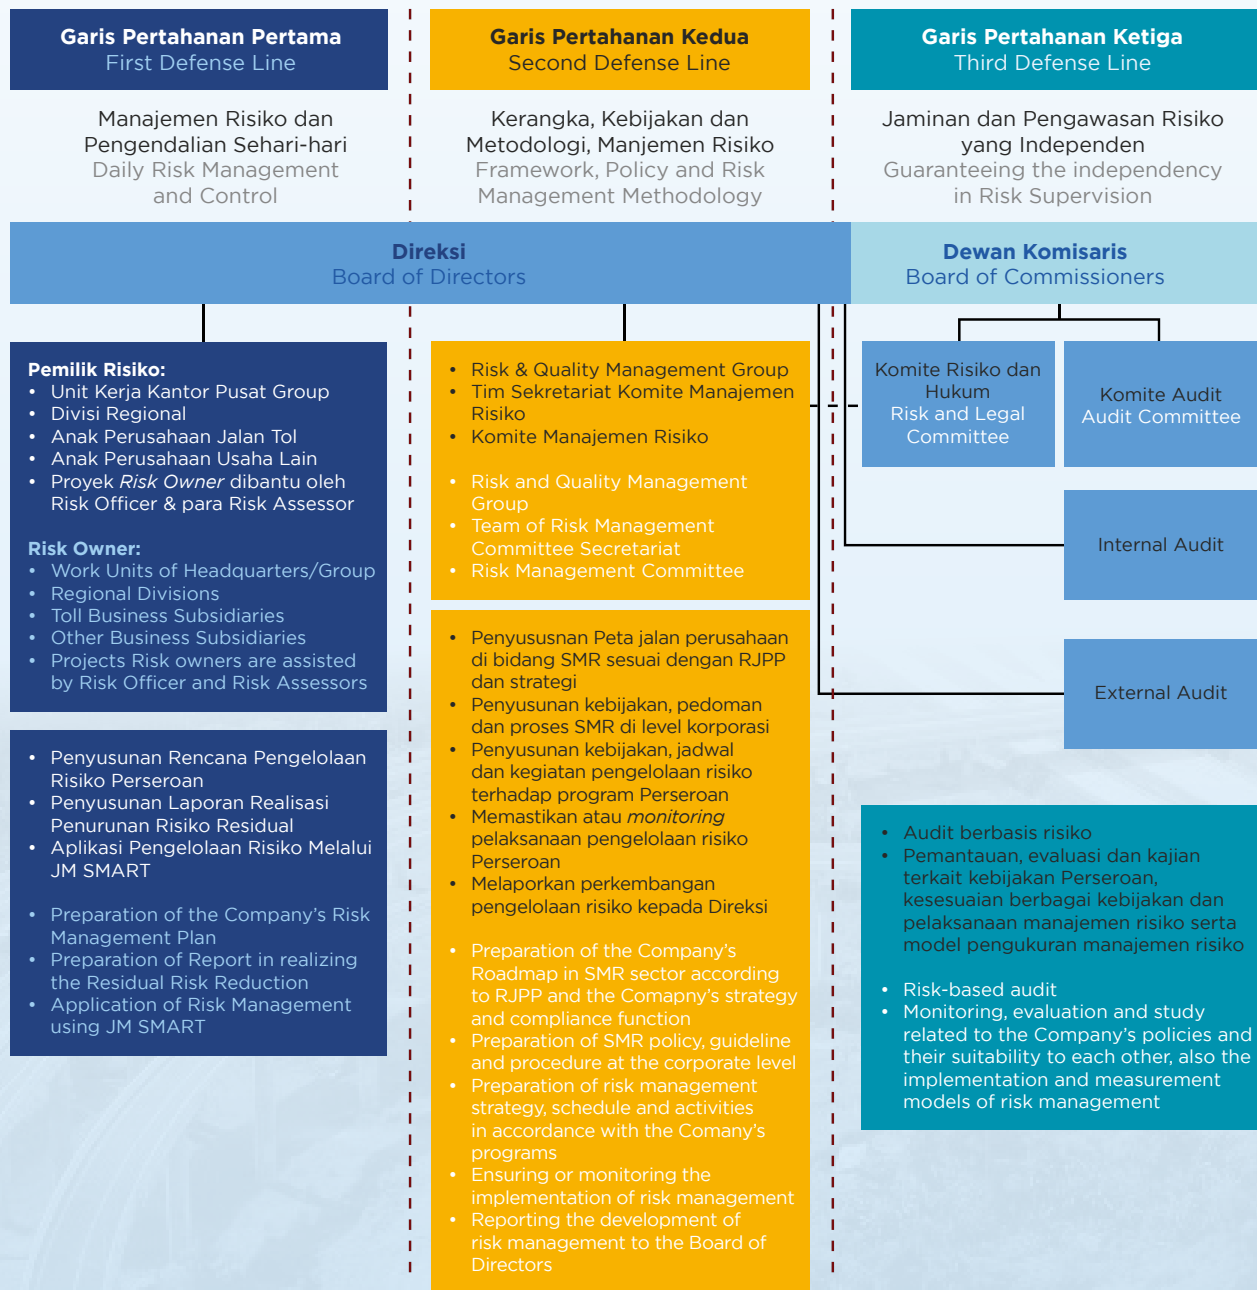 Garis Pertahanan Pertama
First Defense Line
Manajemen Risiko dan
Pengendalian Sehari-hari
Daily Risk Management
and Control
Garis Pertahanan Kedua
Second Defense Line
Kerangka, Kebijakan dan
Metodologi, Manjemen Risiko
Framework, Policy and Risk
Management Methodology
Garis Pertahanan Ketiga
Third Defense Line
Jaminan dan Pengawasan Risiko
yang Independen
Guaranteeing the independency
in Risk Supervision
Direksi
Board of Directors
Dewan Komisaris
Board of Commissioners
Pemilik Risiko:
• Unit Kerja Kantor Pusat Group
• Divisi Regional
• Anak Perusahaan Jalan Tol
• Anak Perusahaan Usaha Lain
• Proyek Risk Owner dibantu oleh
Risk Officer & para Risk Assessor
Risk Owner:
• Work Units of Headquarters/Group
• Regional Divisions
• Toll Business Subsidiaries
• Other Business Subsidiaries
• Projects Risk owners are assisted
by Risk Officer and Risk Assessors
• Penyusunan Rencana Pengelolaan
Risiko Perseroan
• Penyusunan Laporan Realisasi
Penurunan Risiko Residual
• Aplikasi Pengelolaan Risiko Melalui
JM SMART
• Preparation of the Company's Risk
Management Plan
• Preparation of Report in realizing
the Residual Risk Reduction
• Application of Risk Management
using JM SMART
• Risk & Quality Management Group
• Tim Sekretariat Komite Manajemen
Risiko
• Komite Manajemen Risiko
• Risk and Quality Management
Group
• Team of Risk Management
Committee Secretariat
• Risk Management Committee
• Penyususnan Peta jalan perusahaan
di bidang SMR sesuai dengan RJPP
dan strategi
• Penyusunan kebijakan, pedoman
dan proses SMR di level korporasi
• Penyusunan kebijakan, jadwal
dan kegiatan pengelolaan risiko
terhadap program Perseroan
• Memastikan atau monitoring
pelaksanaan pengelolaan risiko
Perseroan
• Melaporkan perkembangan
pengelolaan risiko kepada Direksi
• Preparation of the Company's
Roadmap in SMR sector according
to RJPP and the Comapny's strategy
and compliance function
• Preparation of SMR policy, guideline
and procedure at the corporate level
• Preparation of risk management
strategy, schedule and activities
in accordance with the Comany's
programs
• Ensuring or monitoring the
implementation of risk management
• Reporting the development of
risk management to the Board of
Directors
Komite Risiko dan
Hukum
Risk and Legal
Committee
Komite Audit
Audit Committee
Internal Audit
External Audit
• Audit berbasis risiko
• Pemantauan, evaluasi dan kajian
terkait kebijakan Perseroan,
kesesuaian berbagai kebijakan dan
pelaksanaan manajemen risiko serta
model pengukuran manajemen risiko
• Risk-based audit
• Monitoring, evaluation and study
related to the Company's policies and
their suitability to each other, also the
implementation and measurement
models of risk management